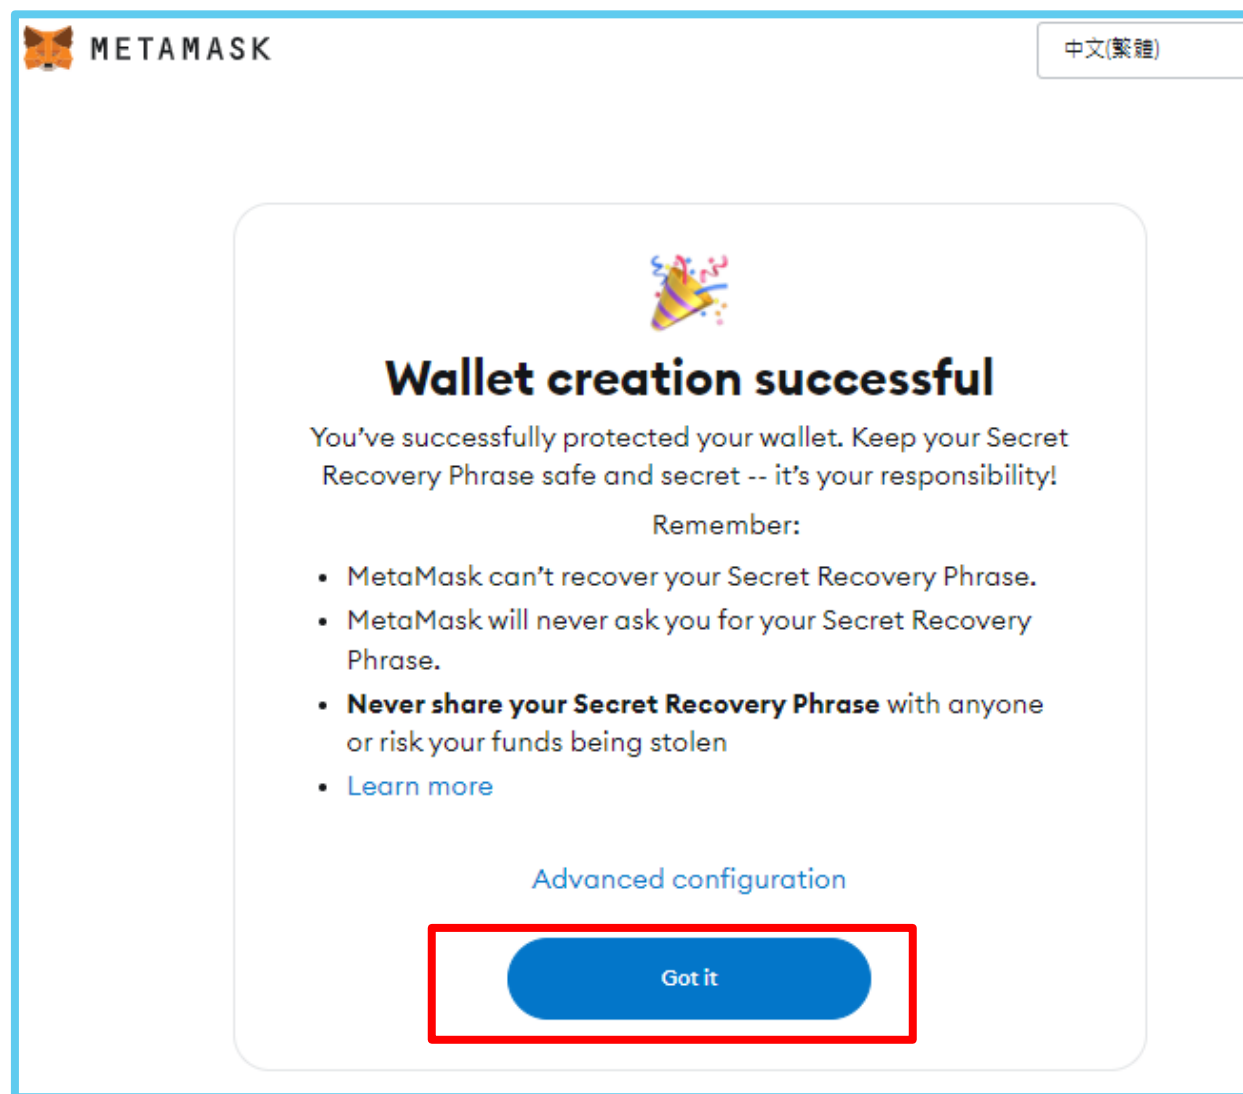 METAMASK
中文(繁體)
Wallet creation successful
You’ve successfully protected your wallet. Keep your Secret
Recovery Phrase safe and secret -- it’s your responsibility!
Remember:
• MetaMask can’t recover your Secret Recovery Phrase.
• MetaMask will never ask you for your Secret Recovery
Phrase.
• Never share your Secret Recovery Phrase with anyone
or risk your funds being stolen
• Learn more
Advanced configuration
Got it